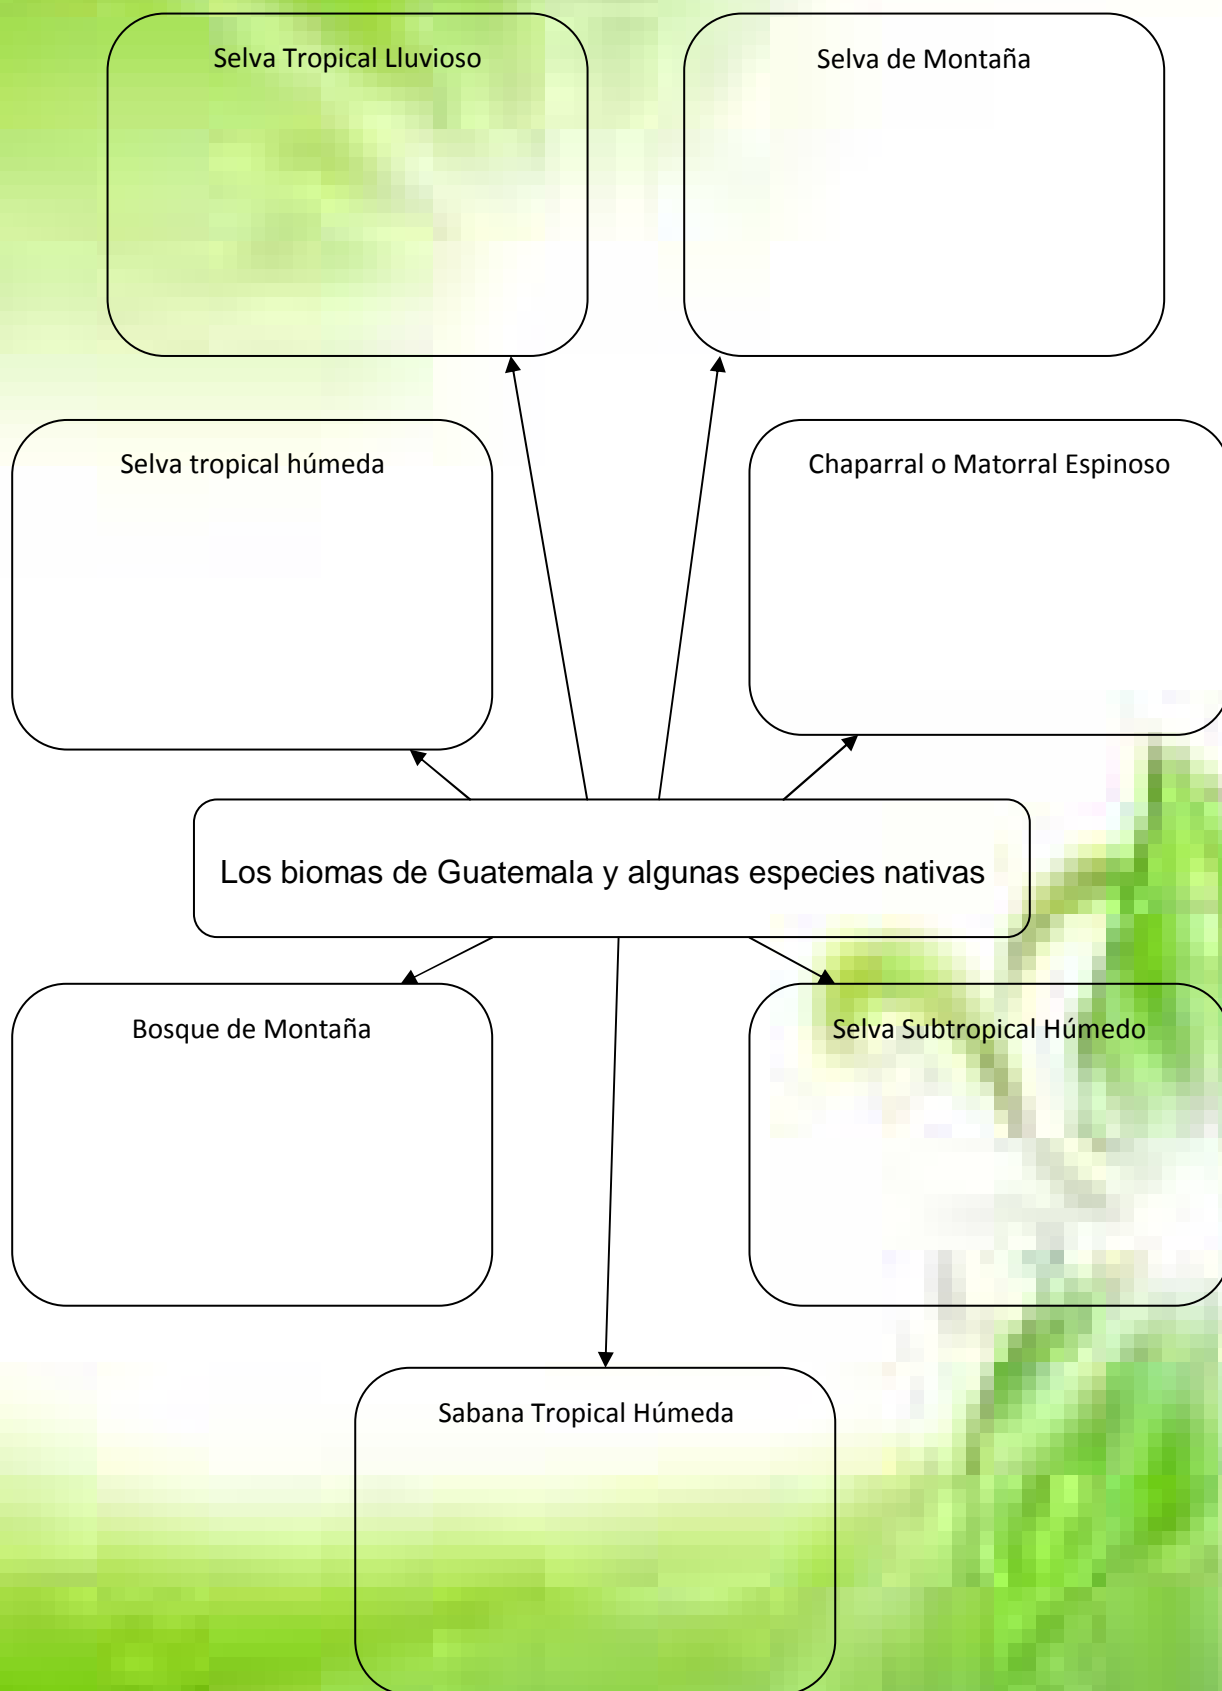 Selva Tropical Lluvioso
Selva de Montaña
Selva tropical húmeda
Chaparral o Matorral Espinoso
Los biomas de Guatemala y algunas especies nativas
Bosque de Montaña
Selva Subtropical Húmedo
Sabana Tropical Húmeda